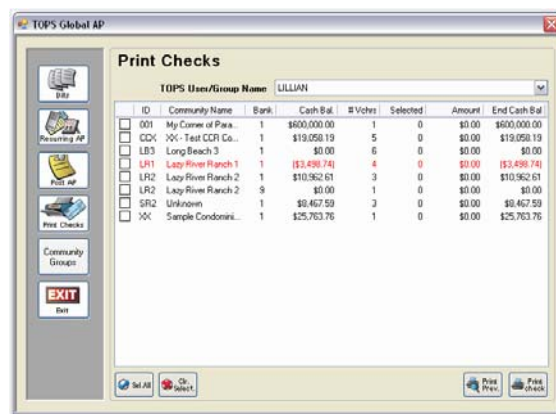 TOPS Global AP
Print Checks
TOPS User/Group Name LILLIAN
ID Community Name Bank Cash Bal # Vchrs Selected Amount End Cash Bal
001 My Corner of Para... 1 $600,000.00 1 0 $0.00 $600,000.00
CCX XX - Test CCR Co... 1 $19,058.19 5 0 $0.00 $19,058.19
LB3 Long Beach 3 1 $0.00 6 0 $0.00 $0.00
LR1 Lazy River Ranch 1 1 ($3,498.74) 4 0 $0.00 ($3,498.74)
LR2 Lazy River Ranch 2 1 $10,962.61 3 0 $0.00 $10,962.61
LR2 Lazy River Ranch 2 9 $0.00 1 0 $0.00 $0.00
SR2 Unknown 1 $8,467.59 3 0 $0.00 $8,467.59
XX Sample Condomini... 1 $25,763.76 1 0 $0.00 $25,763.76
Recurring AP
Post AP
Print Checks
Community
Groups
EXIT
Exit
Sel All
Clr.
Select.
Print
Prev.
Print
check